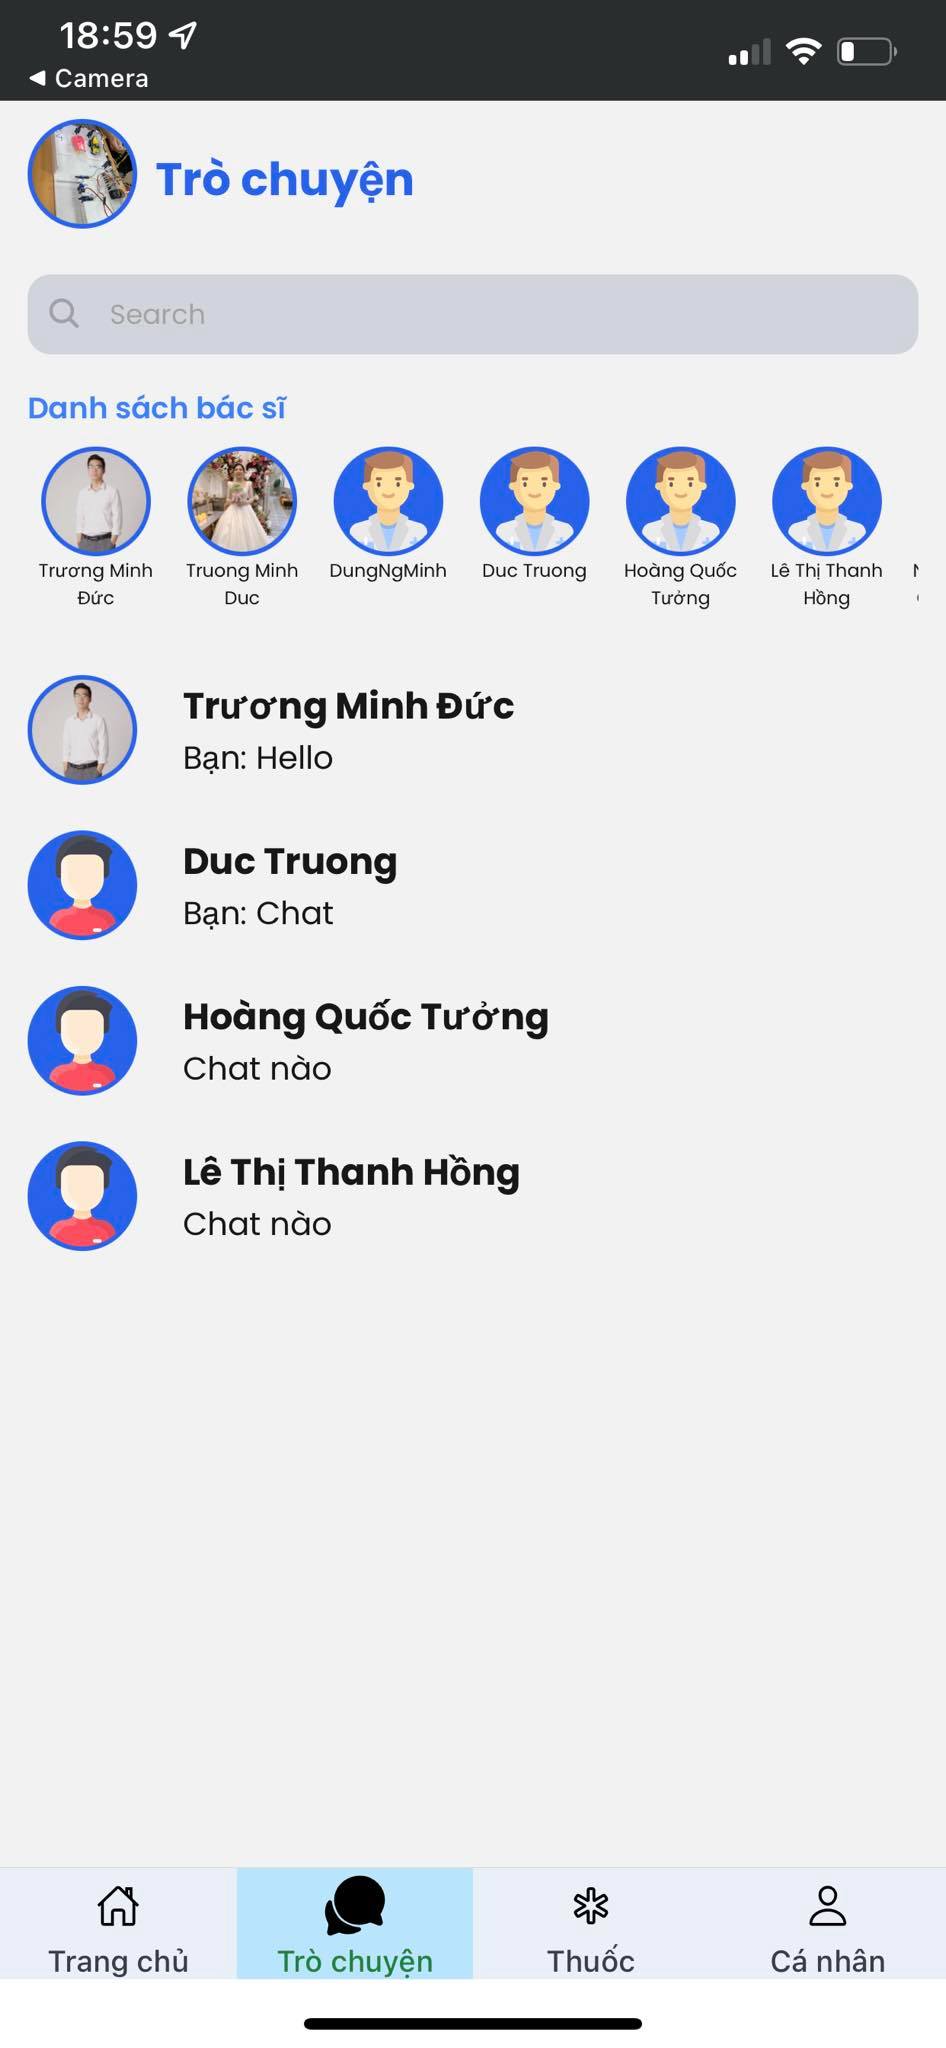 18:59
Camera
Trò chuyện
Search
Danh sách bác sĩ
Trương Minh Đức
Truong Minh Duc
DungNgMinh
Duc Truong
Hoàng Quốc Tưởng
Lê Thị Thanh Hồng
Trương Minh Đức
Bạn: Hello
Duc Truong
Bạn: Chat
Hoàng Quốc Tưởng
Chat nào
Lê Thị Thanh Hồng
Chat nào
Trang chủ
Trò chuyện
Thuốc
Cá nhân